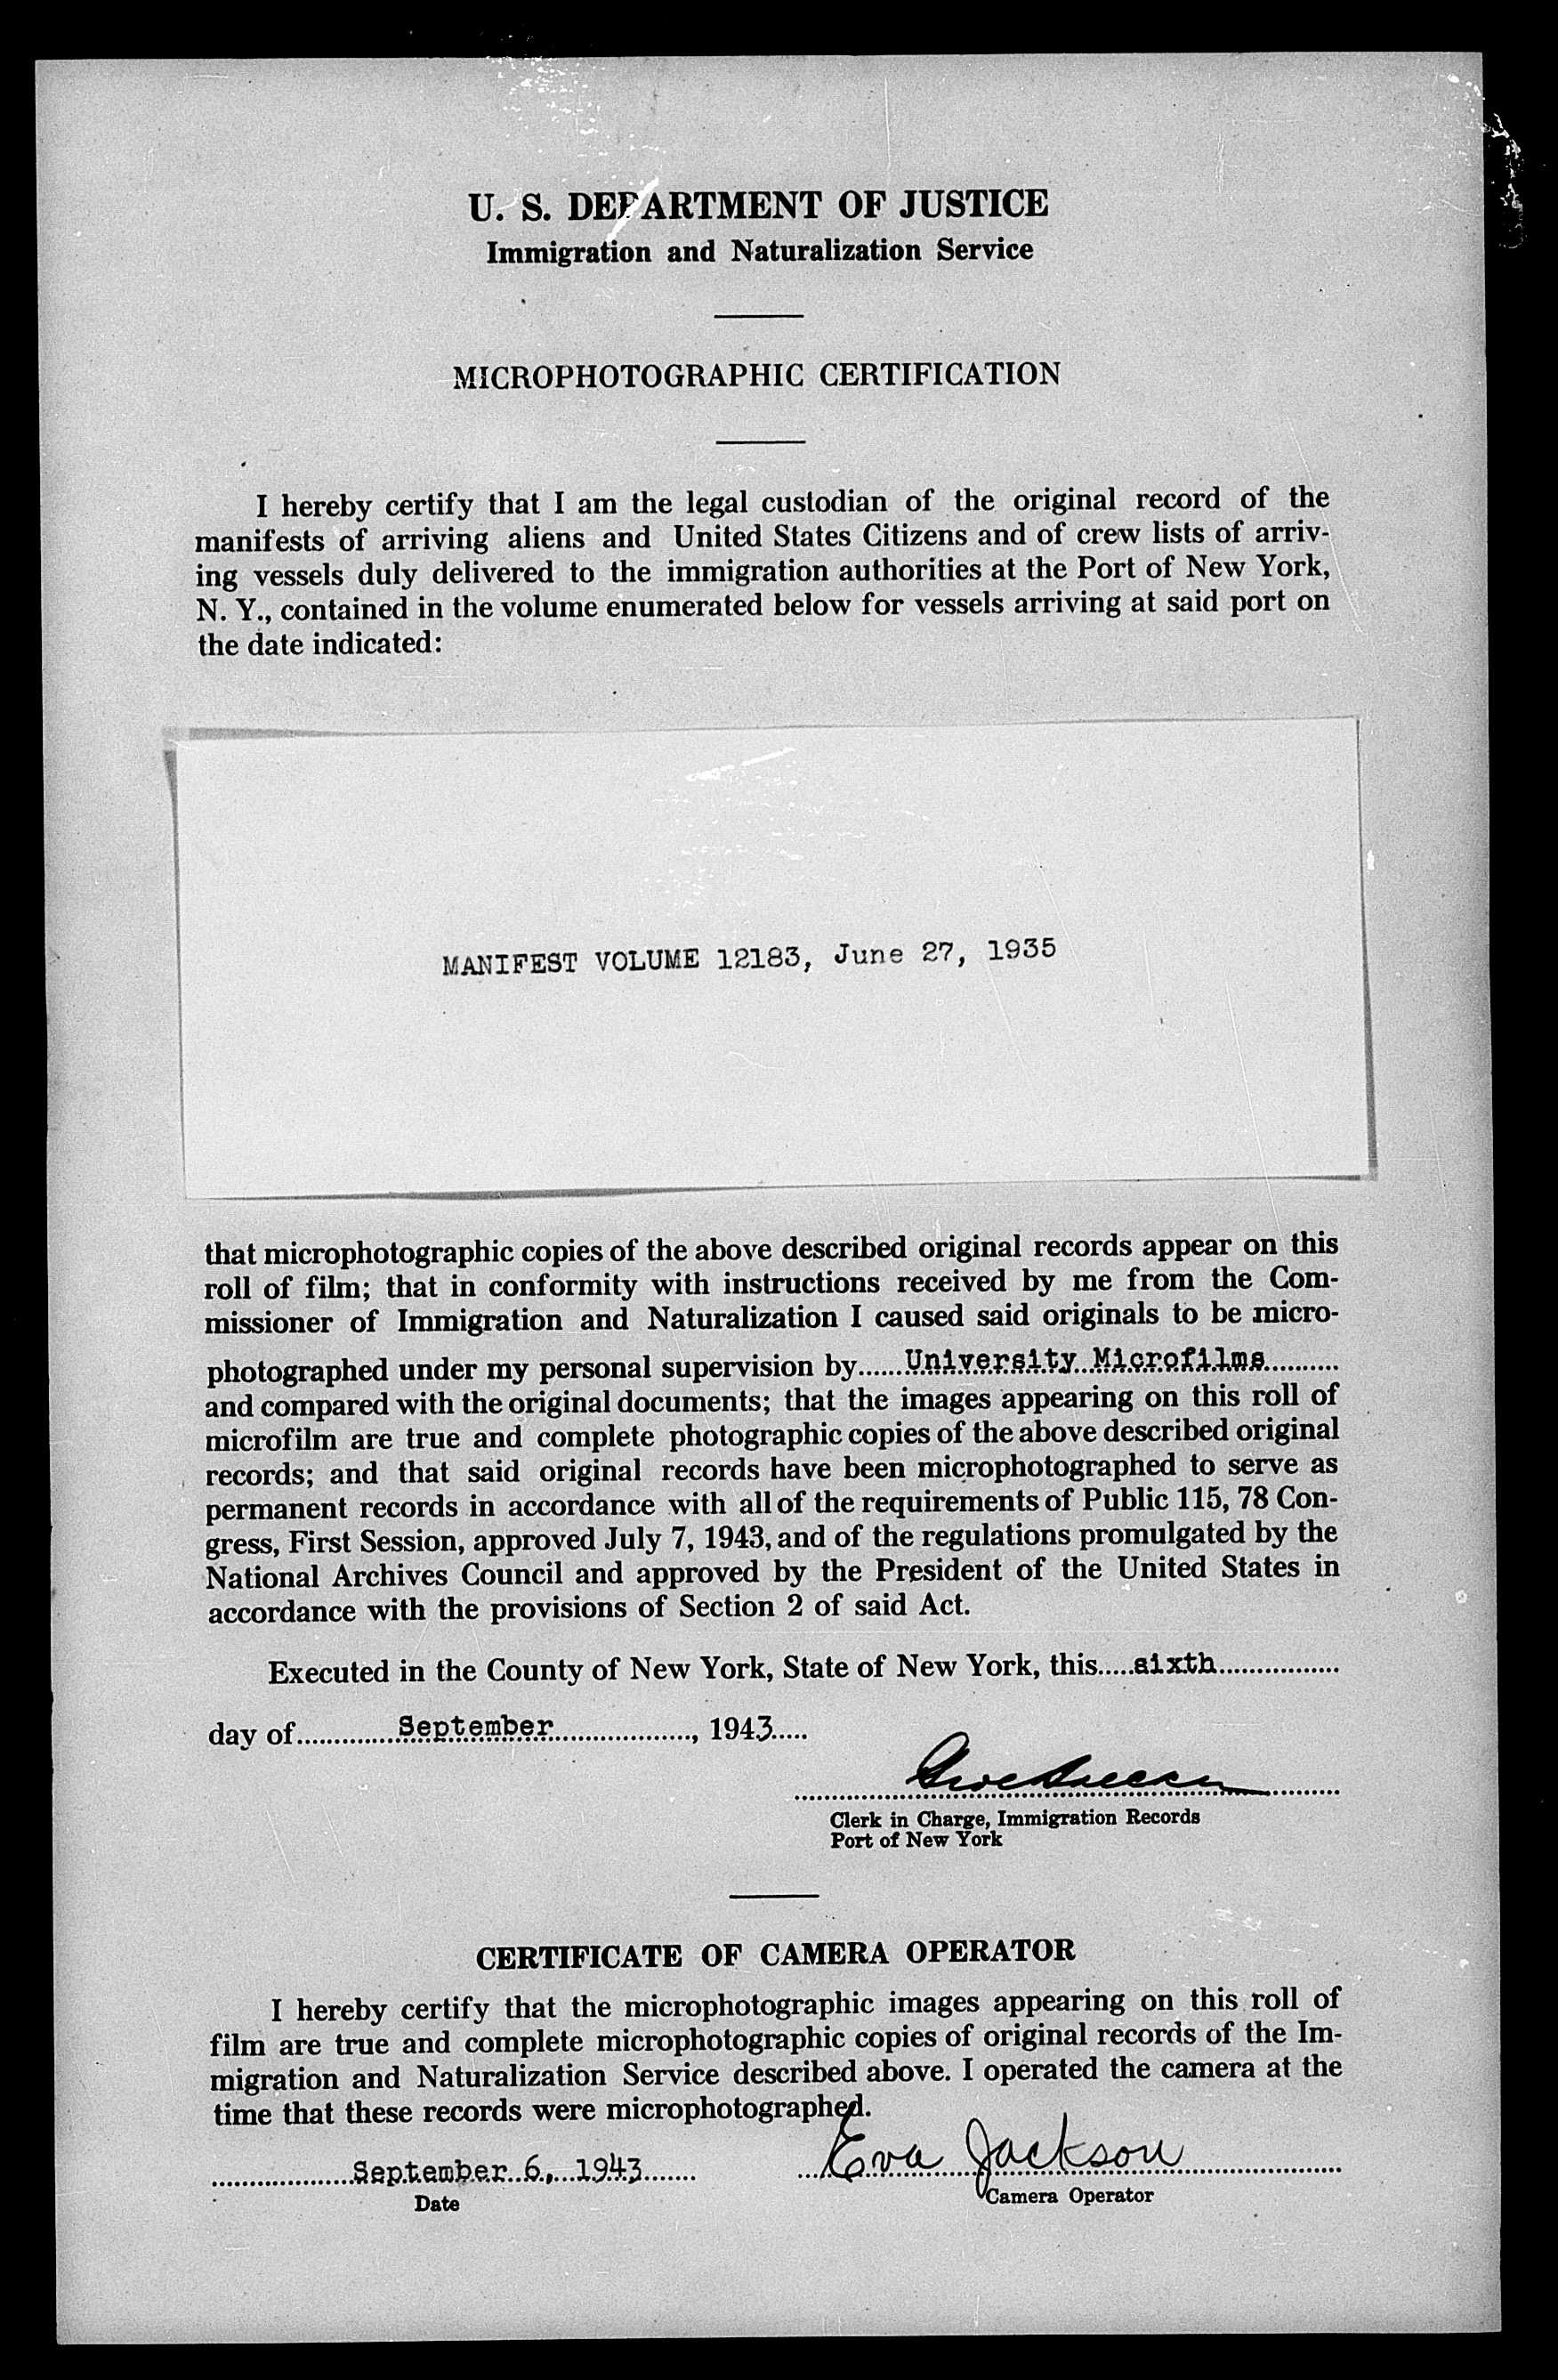 U. S. DEPARTMENT OF JUSTICE
Immigration and Naturalization Service
MICROPHOTOGRAPHIC CERTIFICATION
I hereby certify that I am the legal custodian of the original record of the
manifests of arriving aliens and United States Citizens and of crew lists of arriv-
ing vessels duly delivered to the immigration authorities at the Port of New York,
N. Y., contained in the volume enumerated below for vessels arriving at said port on
the date indicated:
MANIFEST VOLUME 12183, June 27, 1935
that microphotographic copies of the above described original records appear on this
roll of film; that in conformity with instructions received by me from the Com-
missioner of Immigration and Naturalization I caused said originals to be micro-
photographed under my personal supervision by......University Microfilms..........
and compared with the original documents; that the images appearing on this roll of
microfilm are true and complete photographic copies of the above described original
records; and that said original records have been microphotographed to serve as
permanent records in accordance with all of the requirements of Public 115, 78 Con-
gress, First Session, approved July 7, 1943, and of the regulations promulgated by the
National Archives Council and approved by the President of the United States in
accordance with the provisions of Section 2 of said Act.
Executed in the County of New York, State of New York, this.....sixth.................
day of..............September..................., 1943.....
Clerk in Charge, Immigration Records
Port of New York
CERTIFICATE OF CAMERA OPERATOR
I hereby certify that the microphotographic images appearing on this roll of
film are true and complete microphotographic copies of original records of the Im-
migration and Naturalization Service described above. I operated the camera at the
time that these records were microphotographed.
September 6, 1943 Eva Jackson
Date Camera Operator